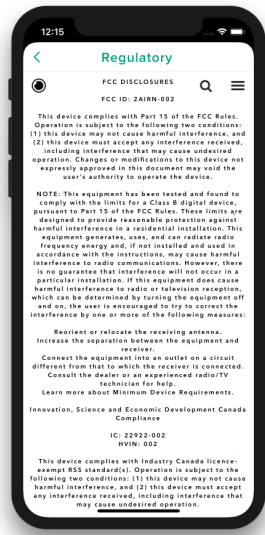 12:15
Regulatory
FCC DISCLOSURES
FCC ID: 2AIRN-002
This device complies with Part 15 of the FCC Rules.
Operation is subject to the following two conditions:
(1) this device may not cause harmful interference, and
(2) this device must accept any interference received,
including interference that may cause undesired
operation. Changes or modifications to this device not
expressly approved in this document may void the
user's authority to operate the device.
NOTE: This equipment has been tested and found to
comply with the limits for a Class B digital device,
pursuant to Part 15 of the FCC Rules. These limits are
designed to provide reasonable protection against
harmful interference in a residential installation. This
equipment generates, uses, and can radiate radio
frequency energy and, if not installed and used in
accordance with the instructions, may cause harmful
interference to radio communications. However, there
is no guarantee that interference will not occur in a
particular installation. If this equipment does cause
harmful interference to radio or television reception,
which can be determined by turning the equipment off
and on, the user is encouraged to try to correct the
interference by one or more of the following measures:
Reorient or relocate the receiving antenna.
Increase the separation between the equipment and
receiver.
Connect the equipment into an outlet on a circuit
different from that to which the receiver is connected.
Consult the dealer or an experienced radio/TV
technician for help.
Learn more about Minimum Device Requirements.
Innovation, Science and Economic Development Canada
Compliance
IC: 22922-002
HVIN: 002
This device complies with Industry Canada licence-
exempt RSS standard(s). Operation is subject to the
following two conditions: (1) this device may not cause
harmful interference, and (2) this device must accept
any interference received, including interference that
may cause undesired operation.